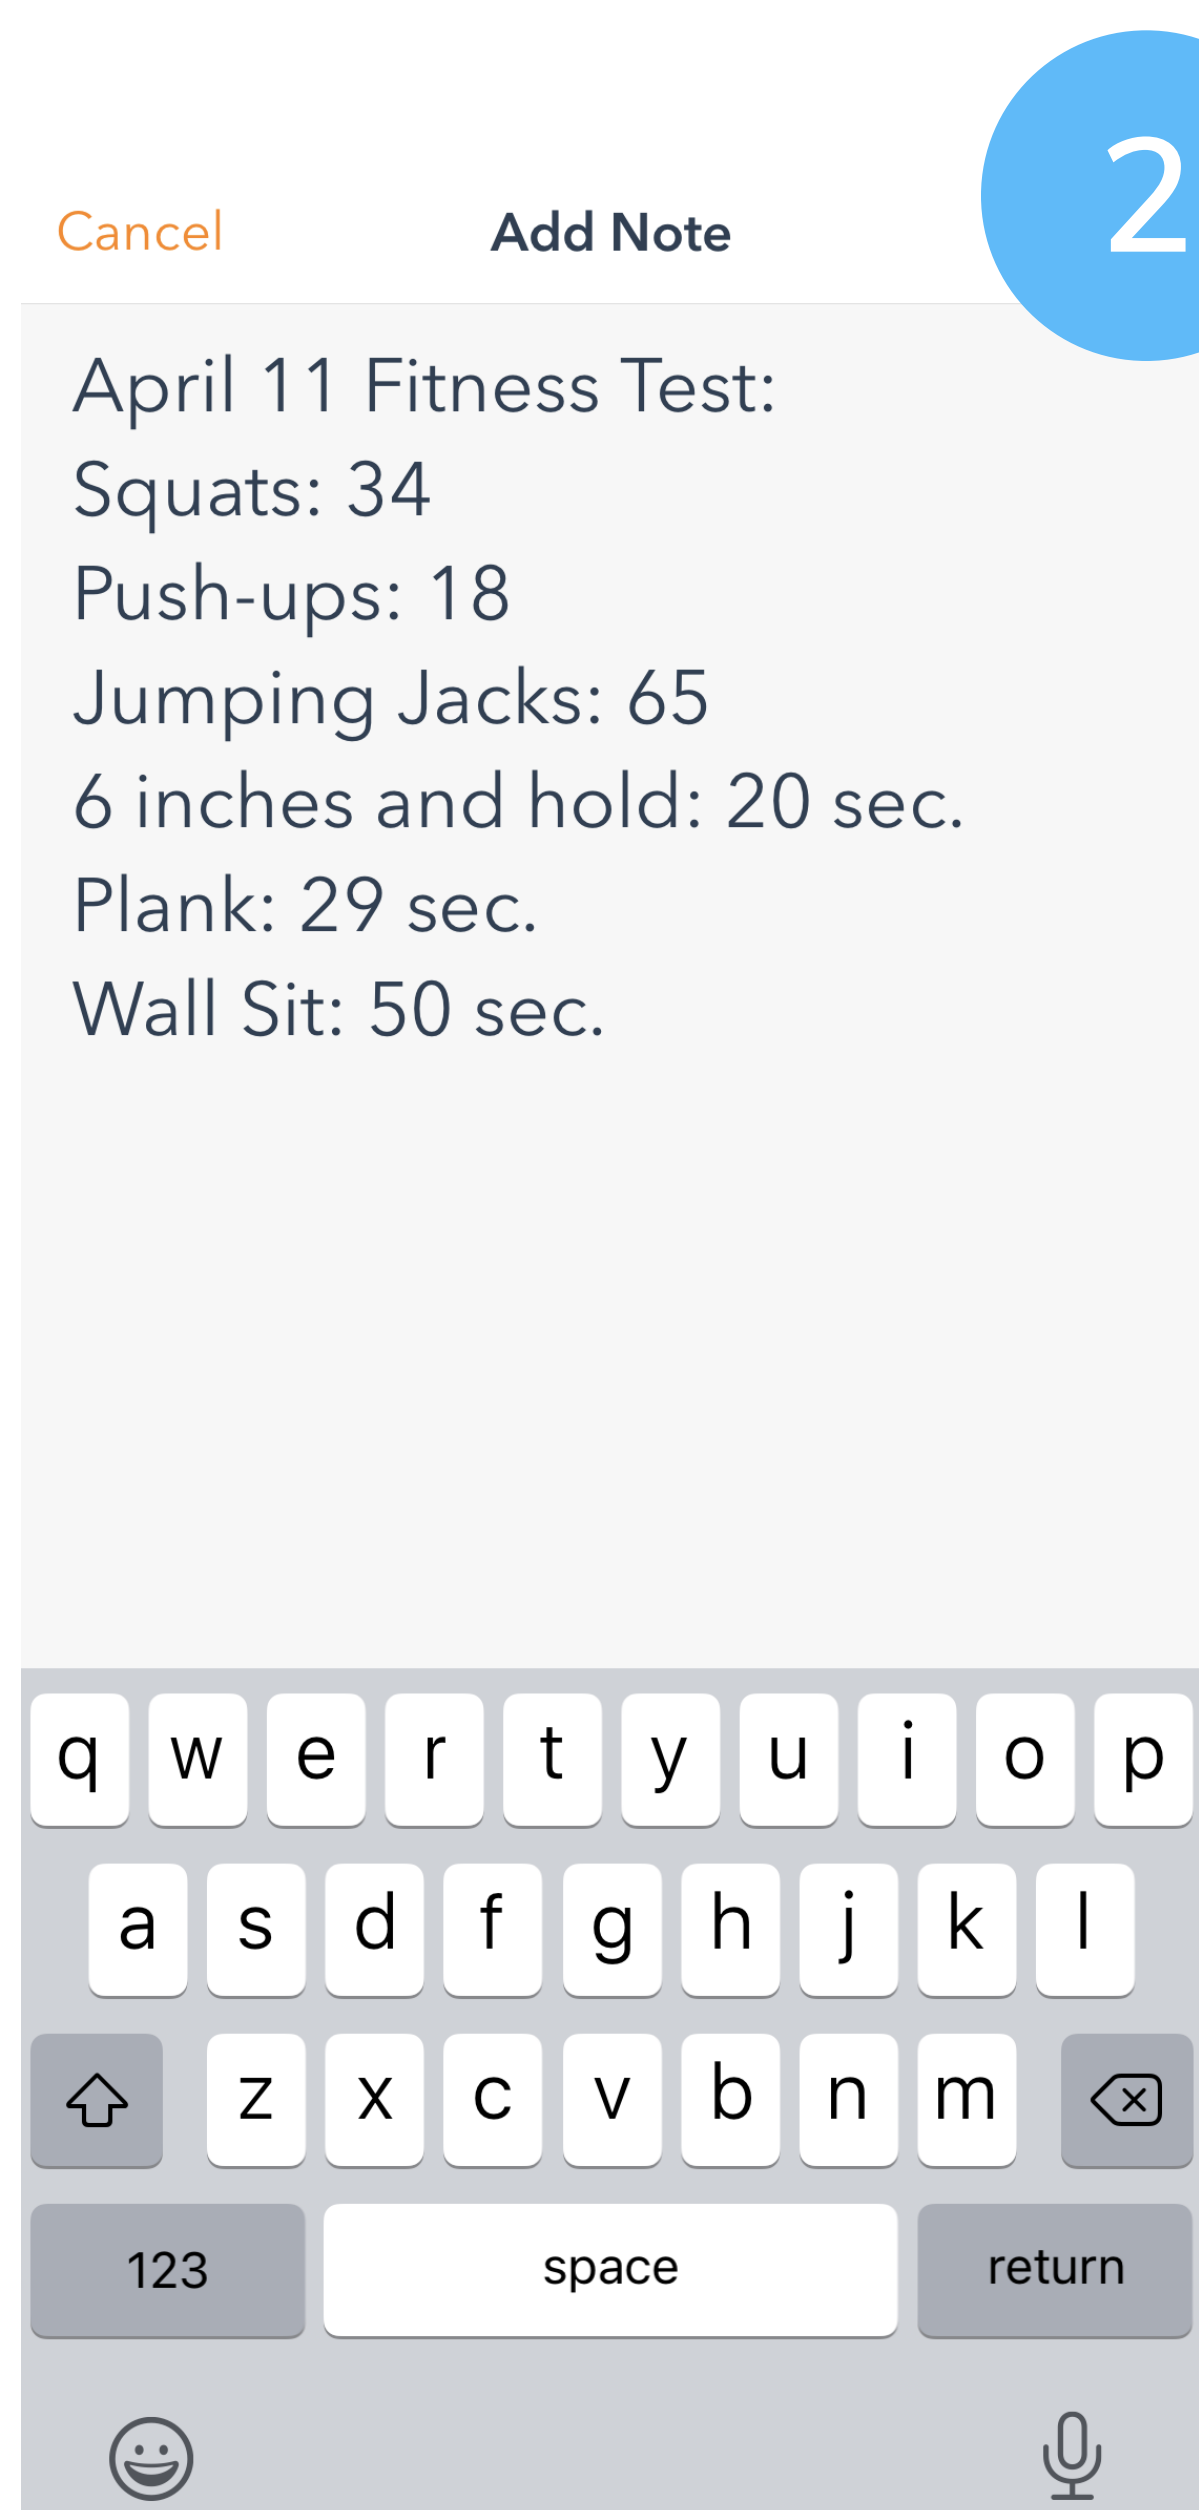 2
Cancel Add Note
April 11 Fitness Test:
Squats: 34
Push-ups: 18
Jumping Jacks: 65
6 inches and hold: 20 sec.
Plank: 29 sec.
Wall Sit: 50 sec.
q w e r t y u i o p
a s d f g h j k l
z x c v b n m
123 space return